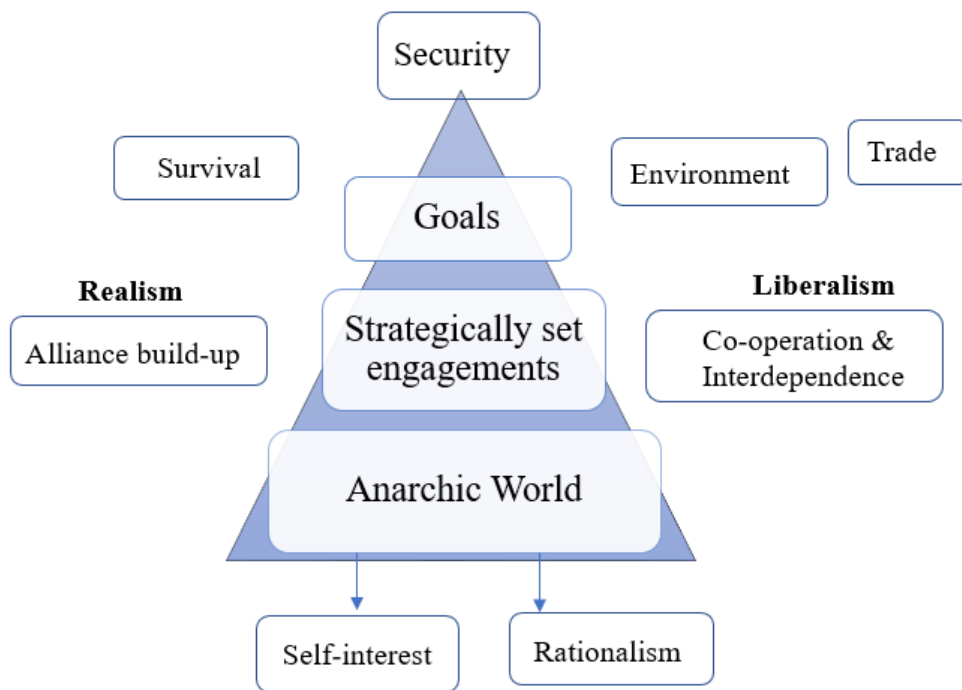 Security
Survival
Environment
Trade
Goals
Realism
Liberalism
Alliance build-up
Strategically set
engagements
Co-operation &
Interdependence
Anarchic World
Self-interest
Rationalism